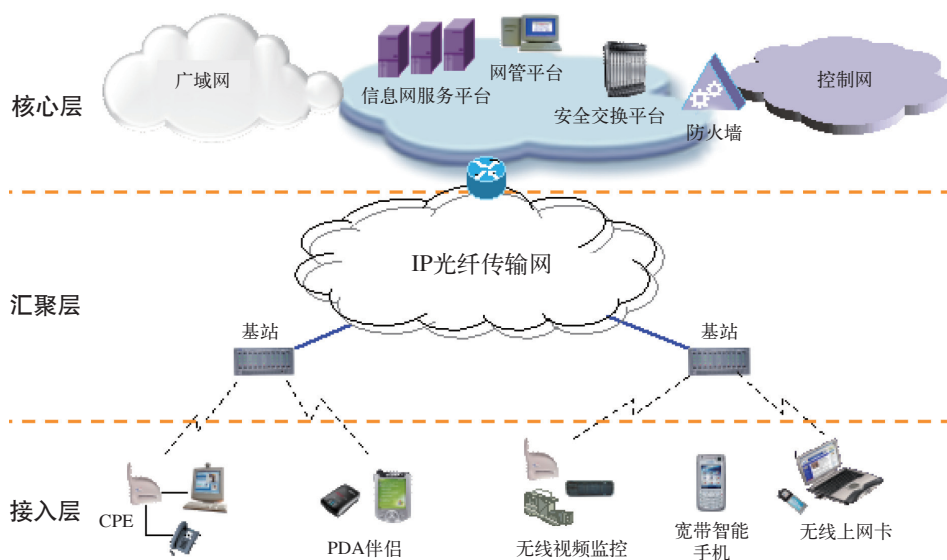 广域网
信息网服务平台
网管平台
安全交换平台
防火墙
控制网
核心层
IP光纤传输网
汇聚层
基站
基站
接入层
CPE
PDA伴侣
无线视频监控
宽带智能
手机
无线上网卡